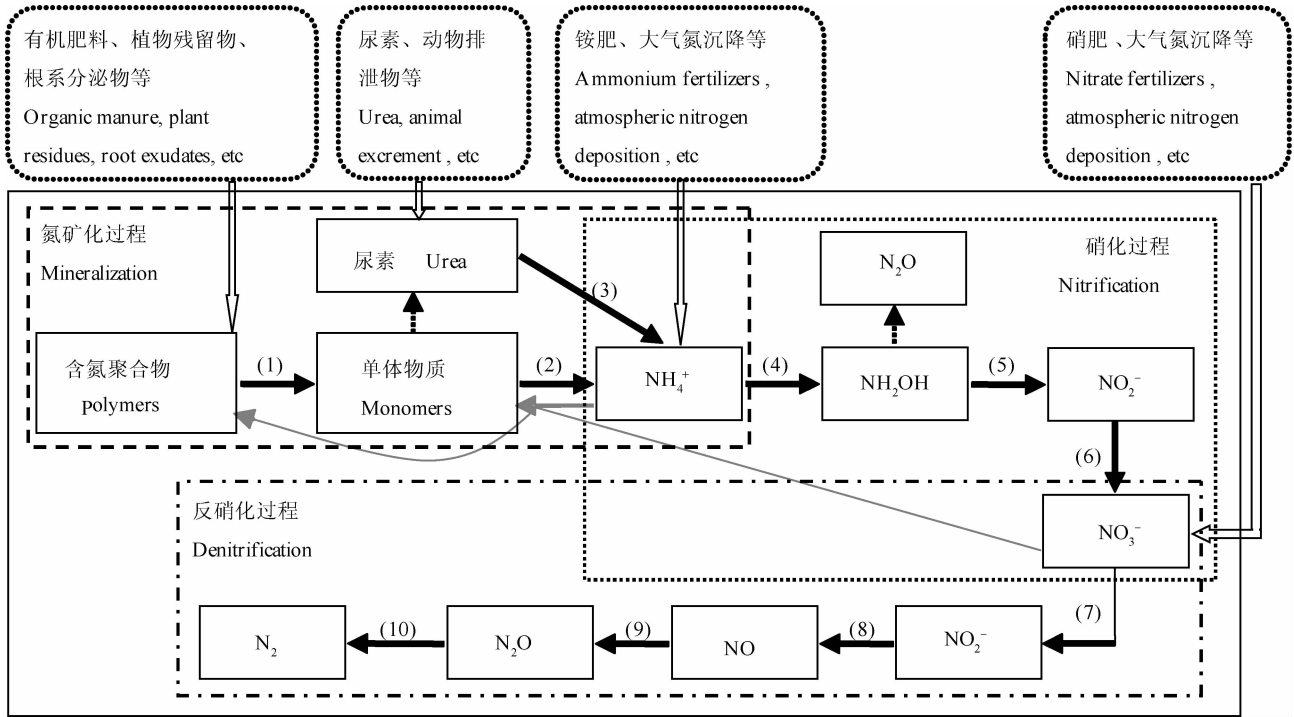 有机肥料、植物残留物、
根系分泌物等
Organic manure, plant
residues, root exudates, etc
尿素、动物排
泄物等
Urea, animal
excrement , etc
铵肥、大气氮沉降等
Ammonium fertilizers ,
atmospheric nitrogen
deposition , etc
硝肥 、大气氮沉降等
Nitrate fertilizers ,
atmospheric nitrogen
deposition , etc
氮矿化过程
Mineralization
尿素 Urea
(3)
N₂O
硝化过程
Nitrification
含氮聚合物
polymers
(1)
单体物质
Monomers
(2)
NH₄⁺
(4)
NH₂OH
(5)
NO₂⁻
(6)
反硝化过程
Denitrification
NO₃⁻
(7)
N₂
(10)
N₂O
(9)
NO
(8)
NO₂⁻